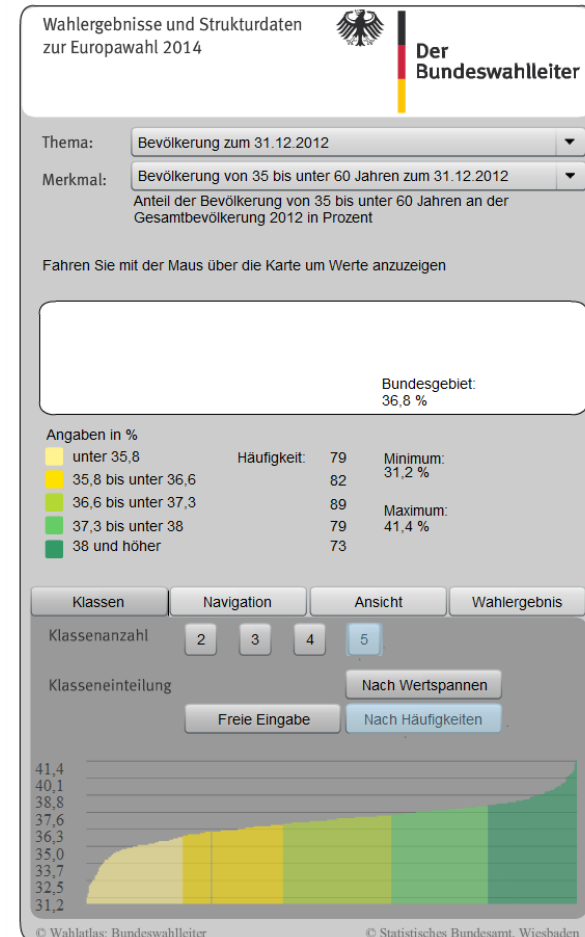 Wahlergebnisse und Strukturdaten
zur Europawahl 2014
Der
Bundeswahlleiter
Thema: Bevölkerung zum 31.12.2012
Merkmal: Bevölkerung von 35 bis unter 60 Jahren zum 31.12.2012
Anteil der Bevölkerung von 35 bis unter 60 Jahren an der
Gesamtbevölkerung 2012 in Prozent
Fahren Sie mit der Maus über die Karte um Werte anzuzeigen
Bundesgebiet:
36,8 %
Angaben in %
unter 35,8 Häufigkeit: 79 Minimum:
31,2 %
35,8 bis unter 36,6 82
36,6 bis unter 37,3 89 Maximum:
37,3 bis unter 38 79 41,4 %
38 und höher 73
Klassen Navigation Ansicht Wahlergebnis
Klassenanzahl 2 3 4 5
Klasseneinteilung Nach Wertspannen
Freie Eingabe Nach Häufigkeiten
41,4
40,1
38,8
37,6
36,3
35,0
33,7
32,5
31,2
© Wahlatlas: Bundeswahlleiter © Statistisches Bundesamt, Wiesbaden